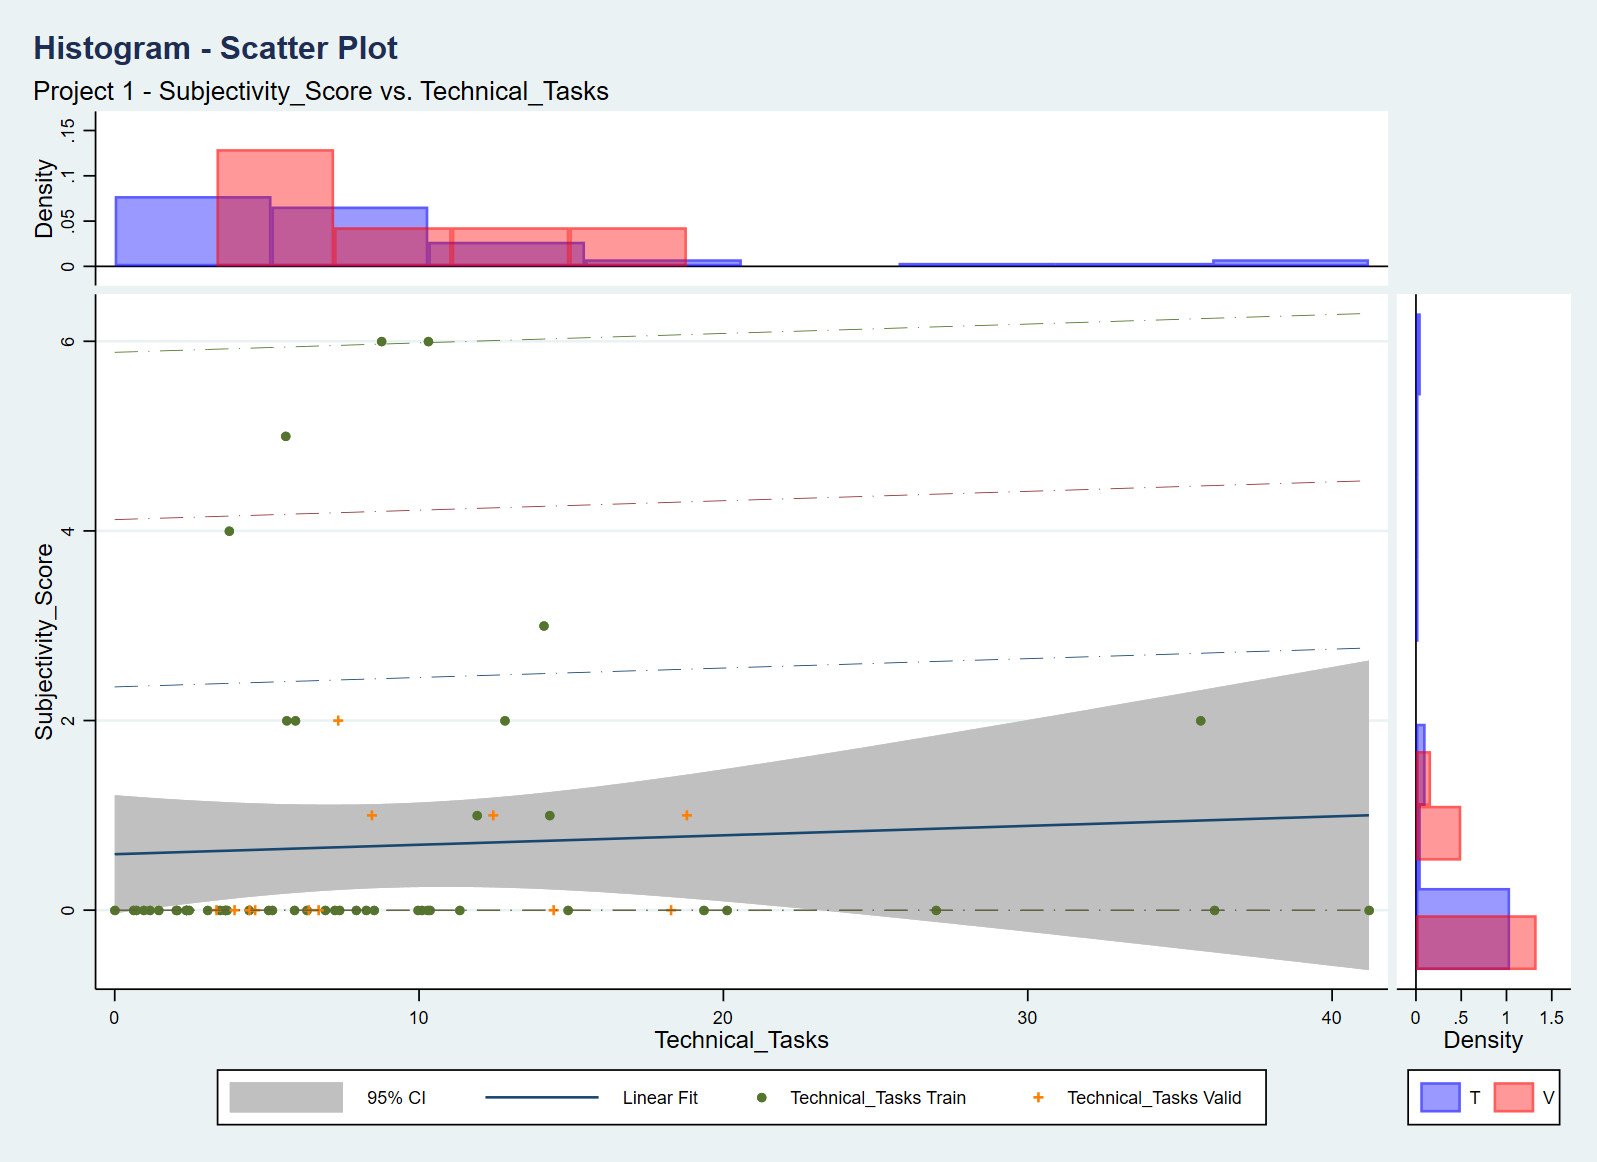 Histogram - Scatter Plot
Project 1 - Subjectivity_Score vs. Technical_Tasks
Density
0 .05 .1 .15
Subjectivity_Score
0 2 4 6
0 10 20 30 40
Technical_Tasks
0 .5 1 1.5
Density
95% CI Linear Fit Technical_Tasks Train Technical_Tasks Valid
T V